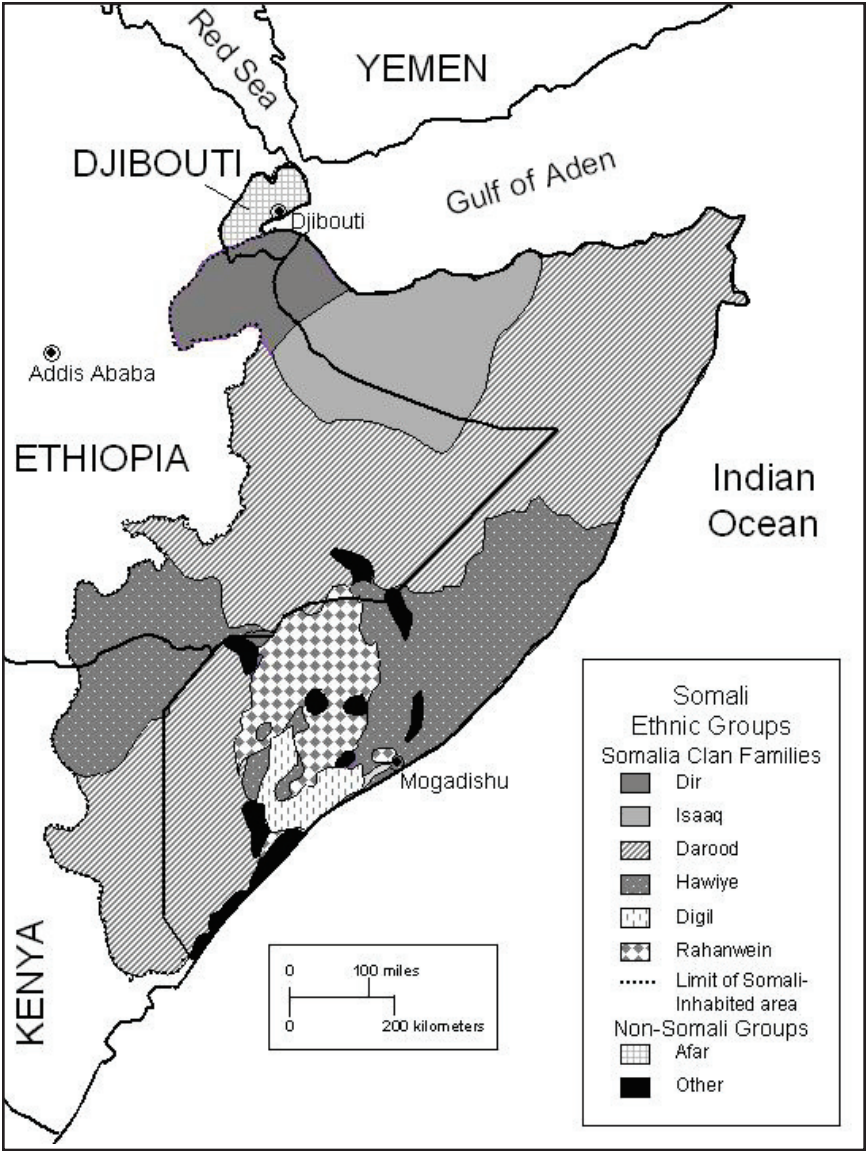 Red Sea
YEMEN
DJIBOUTI
Gulf of Aden
Djibouti
Addis Ababa
ETHIOPIA
Indian
Ocean
Mogadishu
KENYA
0 100 miles
0 200 kilometers
Somali
Ethnic Groups
Somalia Clan Families
Dir
Isaaq
Darood
Hawiye
Digil
Rahanwein
Limit of Somali-
Inhabited area
Non-Somali Groups
Afar
Other